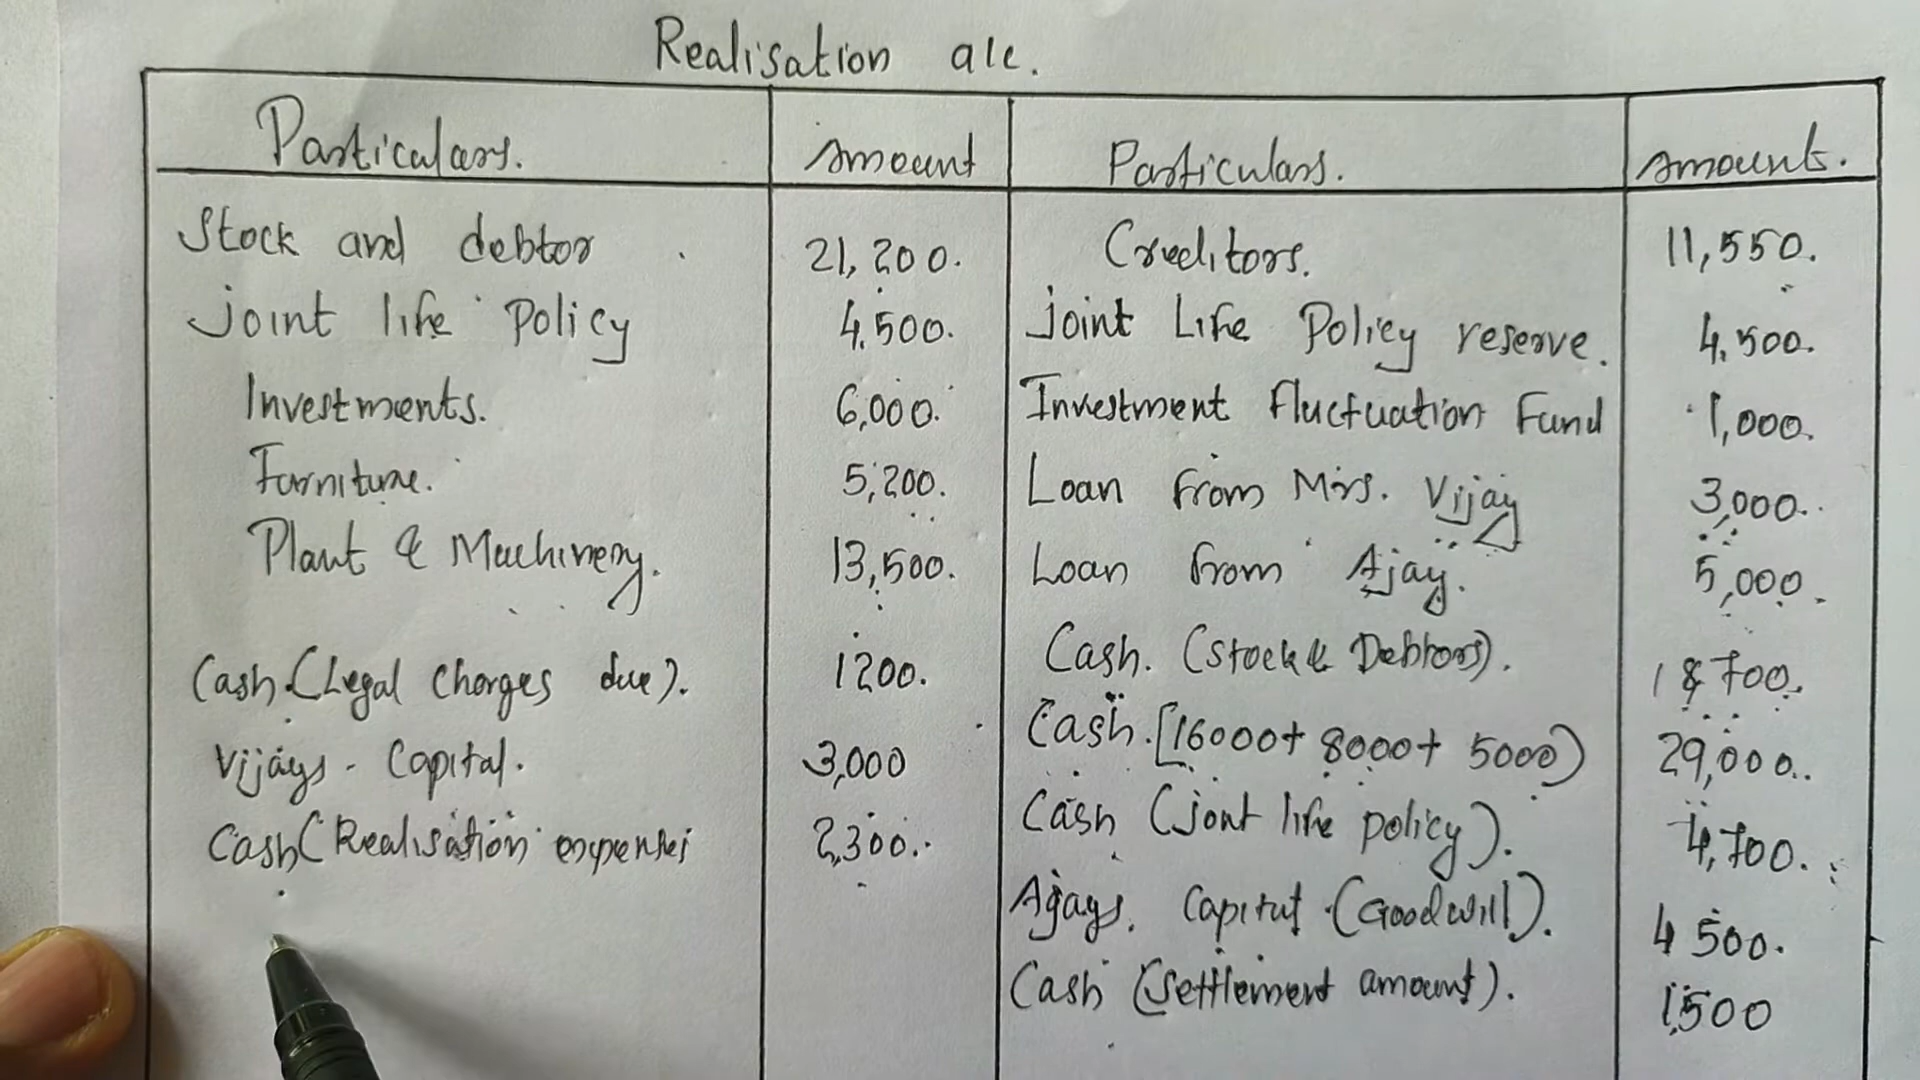 Realisation a/c.
Particulars. Amount Particulars. Amount.
Stock and debtor 21,200. Creditors. 11,550.
Joint life Policy 4,500. Joint Life Policy reserve. 4,500.
Investments. 6,000. Investment Fluctuation Fund 1,000.
Furniture. 5,200. Loan from Mrs. Vijay 3,000.
Plant & Machinery. 13,500. Loan from Ajay. 5,000.
Cash (Legal Charges due). 1200. Cash. (Stock & Debtors). 18700.
Vijays - Capital. 3,000 Cash. [16000+ 8000+ 5000) 29,000.
Cash (Realisation expenses 2,300. Cash (joint life policy). 4,700.
Ajays. Capital (Goodwill). 4500.
Cash (Settlement amount). 1,500